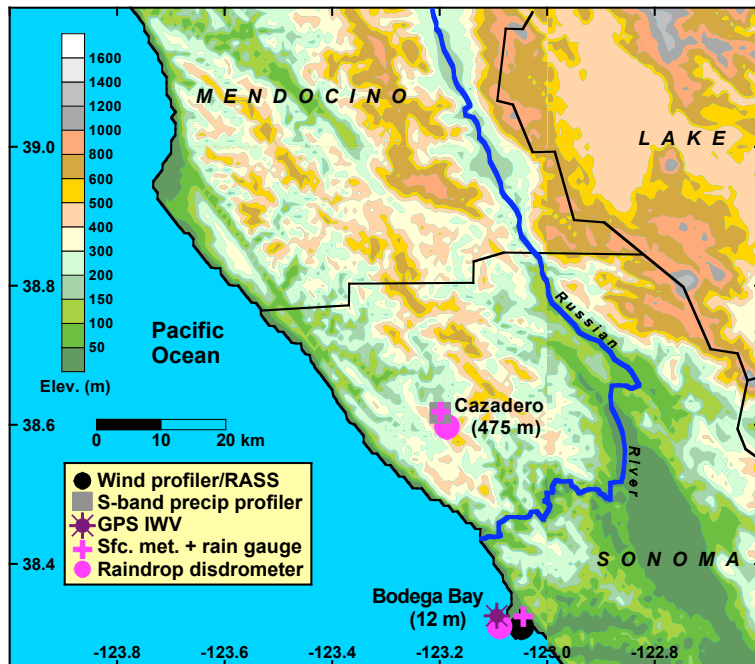 1600
1400
1200
1000
800
600
500
400
300
200
150
100
50
Elev. (m)
MENDOCINO
LAKE
39.0
38.8
38.6
38.4
Pacific
Ocean
0 10 20 km
Russian
River
Cazadero
(475 m)
SONOMA
Wind profiler/RASS
S-band precip profiler
GPS IWV
Sfc. met. + rain gauge
Raindrop disdrometer
Bodega Bay
(12 m)
-123.8 -123.6 -123.4 -123.2 -123.0 -122.8